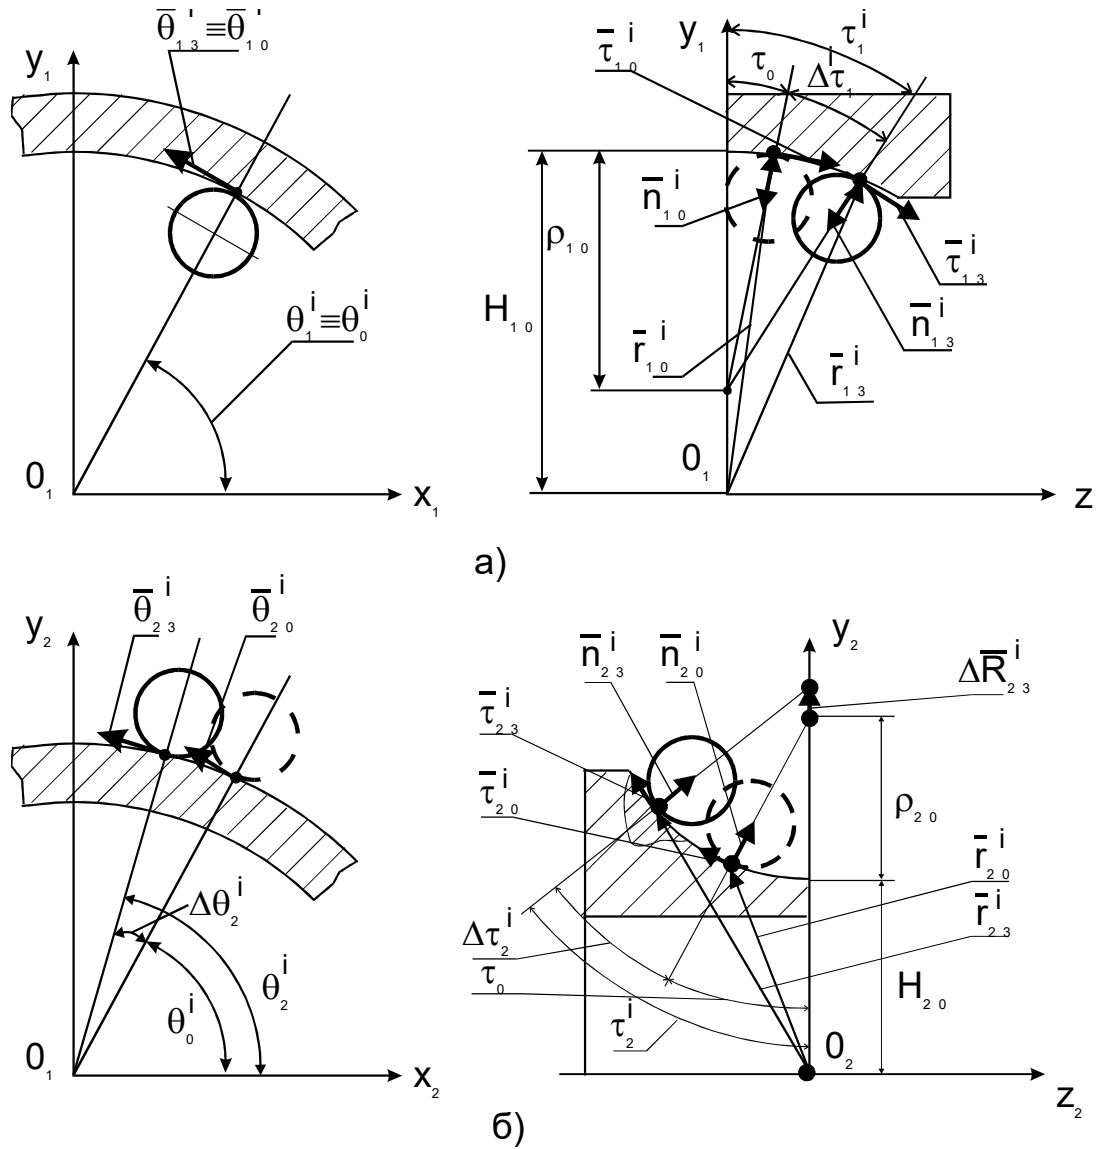 θ̄₁₃ⁱ≡θ̄₁₀ⁱ
y₁
θ₁ⁱ≡θ₀ⁱ
0₁
x₁
y₁
τ̄₁₀ⁱ
τ₀
Δτ₁ⁱ
τ₁ⁱ
n̄₁₀ⁱ
ρ₁₀
H₁₀
r̄₁₀ⁱ
τ̄₁₃ⁱ
n̄₁₃ⁱ
r̄₁₃ⁱ
0₁
z
а)
θ̄₂₃ⁱ
θ̄₂₀ⁱ
y₂
Δθ₂ⁱ
θ₂ⁱ
θ₀ⁱ
0₁
x₂
y₂
n̄₂₃ⁱ
n̄₂₀ⁱ
ΔR̄₂₃ⁱ
τ̄₂₃ⁱ
τ̄₂₀ⁱ
ρ₂₀
r̄₂₀ⁱ
r̄₂₃ⁱ
Δτ₂ⁱ
τ₀
τ₂ⁱ
H₂₀
0₂
z₂
б)